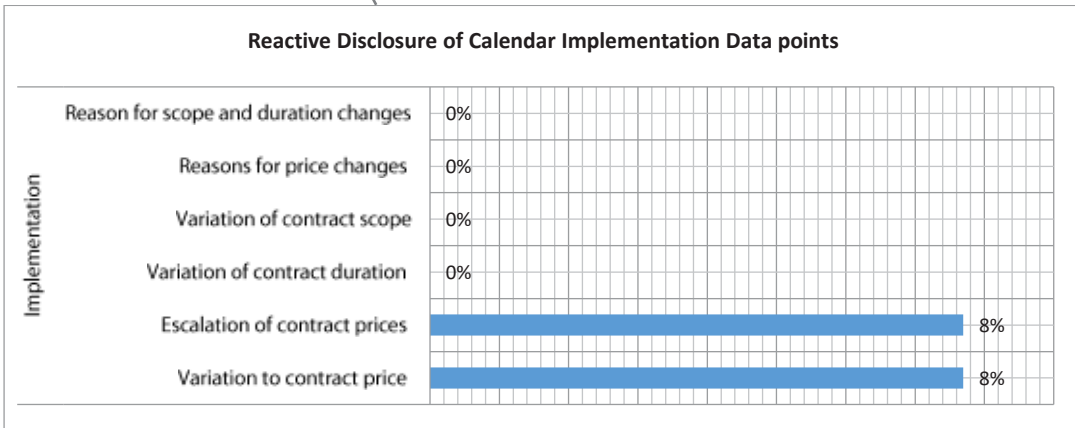 Reactive Disclosure of Calendar Implementation Data points
Implementation
Reason for scope and duration changes 0%
Reasons for price changes 0%
Variation of contract scope 0%
Variation of contract duration 0%
Escalation of contract prices 8%
Variation to contract price 8%